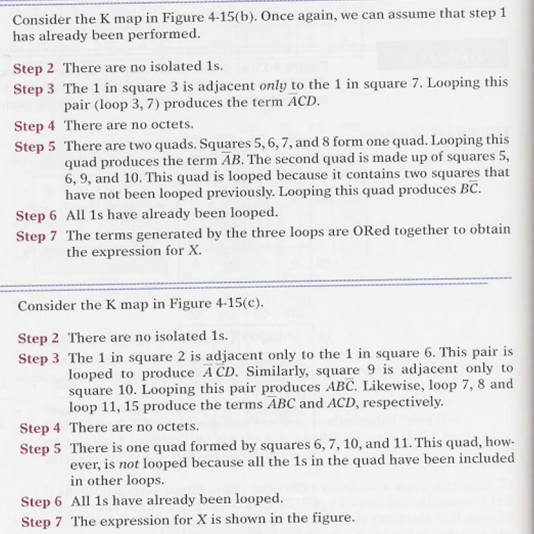 Consider the K map in Figure 4-15(b). Once again, we can assume that step 1
has already been performed.
Step 2 There are no isolated 1s.
Step 3 The 1 in square 3 is adjacent only to the 1 in square 7. Looping this
pair (loop 3, 7) produces the term A̅CD.
Step 4 There are no octets.
Step 5 There are two quads. Squares 5, 6, 7, and 8 form one quad. Looping this
quad produces the term A̅B. The second quad is made up of squares 5,
6, 9, and 10. This quad is looped because it contains two squares that
have not been looped previously. Looping this quad produces BC̅.
Step 6 All 1s have already been looped.
Step 7 The terms generated by the three loops are ORed together to obtain
the expression for X.
Consider the K map in Figure 4-15(c).
Step 2 There are no isolated 1s.
Step 3 The 1 in square 2 is adjacent only to the 1 in square 6. This pair is
looped to produce A̅ C̅D. Similarly, square 9 is adjacent only to
square 10. Looping this pair produces ABC̅. Likewise, loop 7, 8 and
loop 11, 15 produce the terms A̅BC and ACD, respectively.
Step 4 There are no octets.
Step 5 There is one quad formed by squares 6, 7, 10, and 11. This quad, how-
ever, is not looped because all the 1s in the quad have been included
in other loops.
Step 6 All 1s have already been looped.
Step 7 The expression for X is shown in the figure.